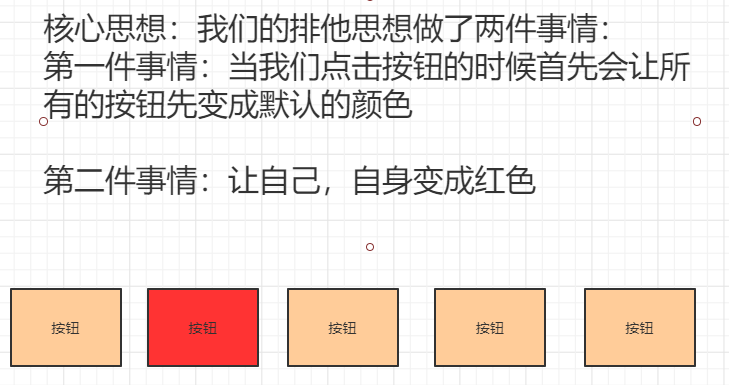 核心思想：我们的排他思想做了两件事情：
第一件事情：当我们点击按钮的时候首先会让所
有的按钮先变成默认的颜色
第二件事情：让自己，自身变成红色
按钮 按钮 按钮 按钮 按钮